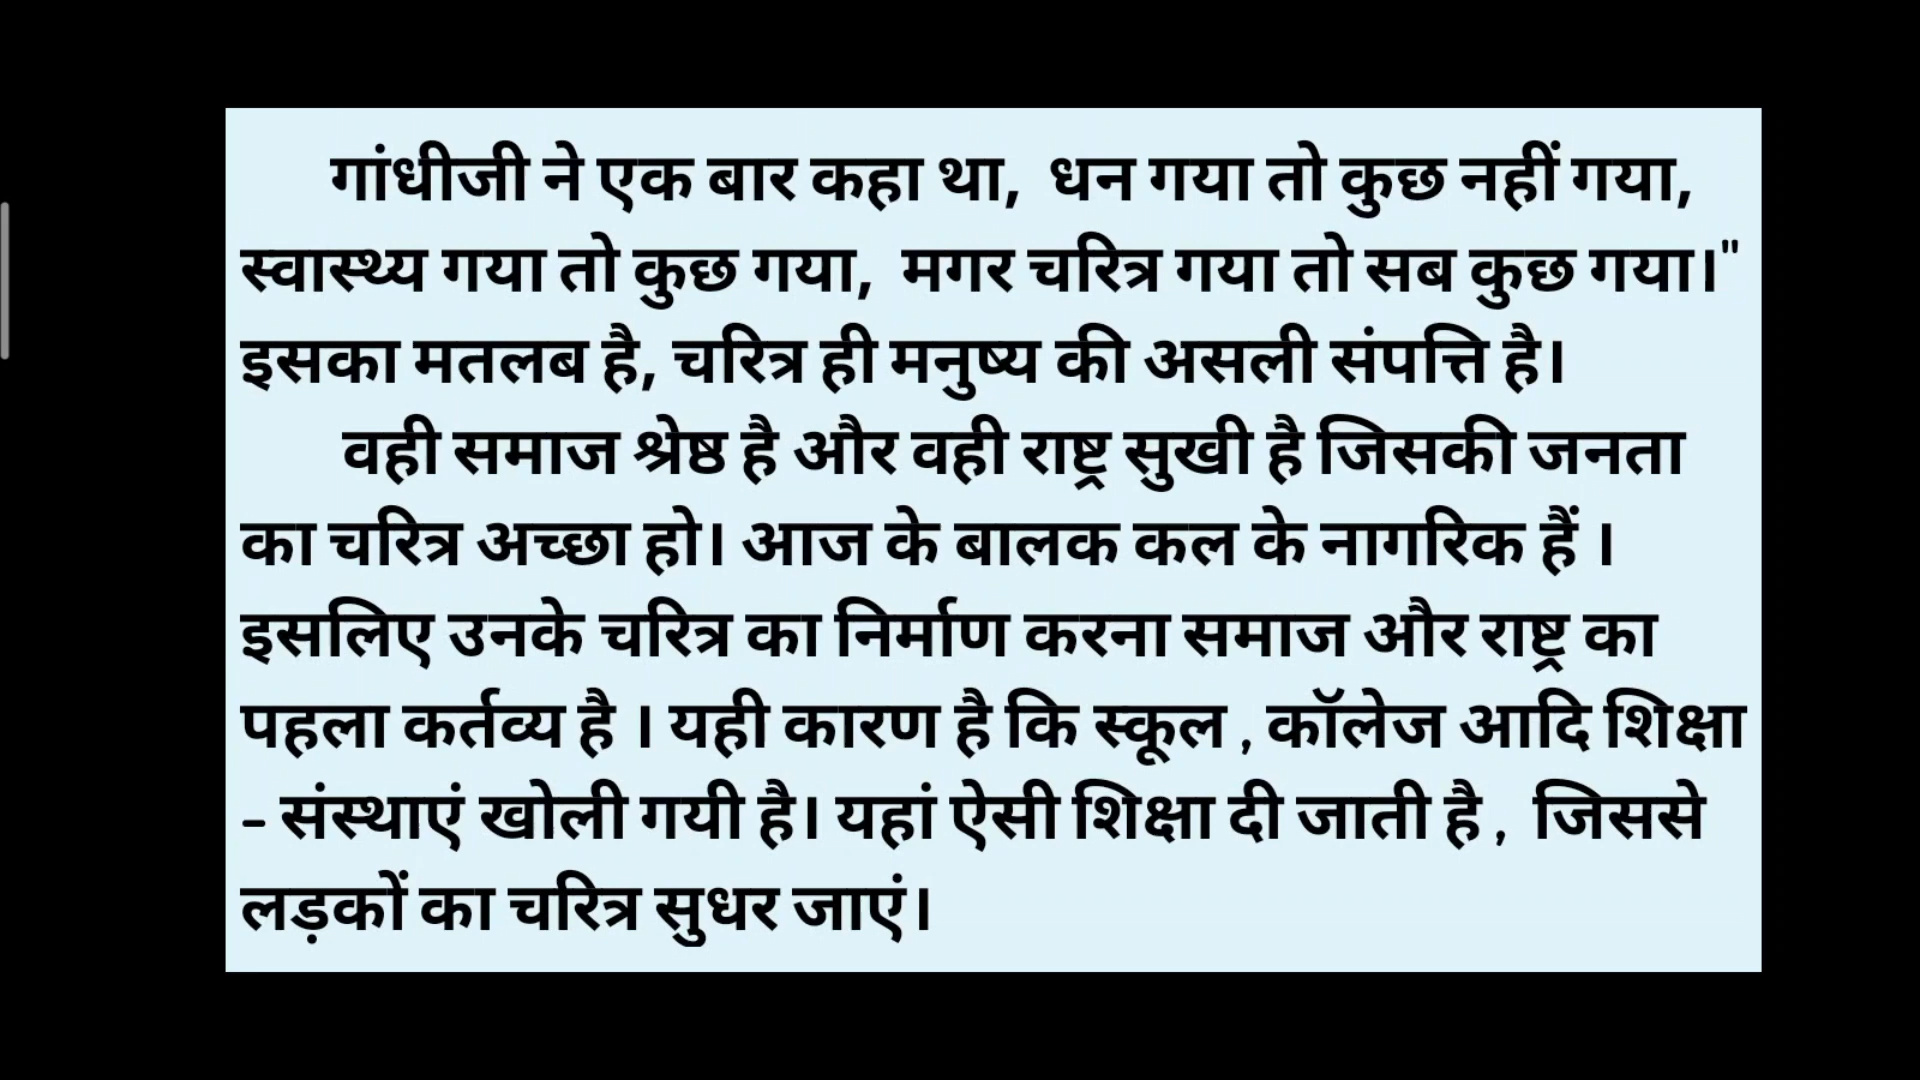 गांधीजी ने एक बार कहा था, धन गया तो कुछ नहीं गया,
स्वास्थ्य गया तो कुछ गया, मगर चरित्र गया तो सब कुछ गया।"
इसका मतलब है, चरित्र ही मनुष्य की असली संपत्ति है।
वही समाज श्रेष्ठ है और वही राष्ट्र सुखी है जिसकी जनता
का चरित्र अच्छा हो। आज के बालक कल के नागरिक हैं ।
इसलिए उनके चरित्र का निर्माण करना समाज और राष्ट्र का
पहला कर्तव्य है । यही कारण है कि स्कूल , कॉलेज आदि शिक्षा
- संस्थाएं खोली गयी है। यहां ऐसी शिक्षा दी जाती है , जिससे
लड़कों का चरित्र सुधर जाएं।